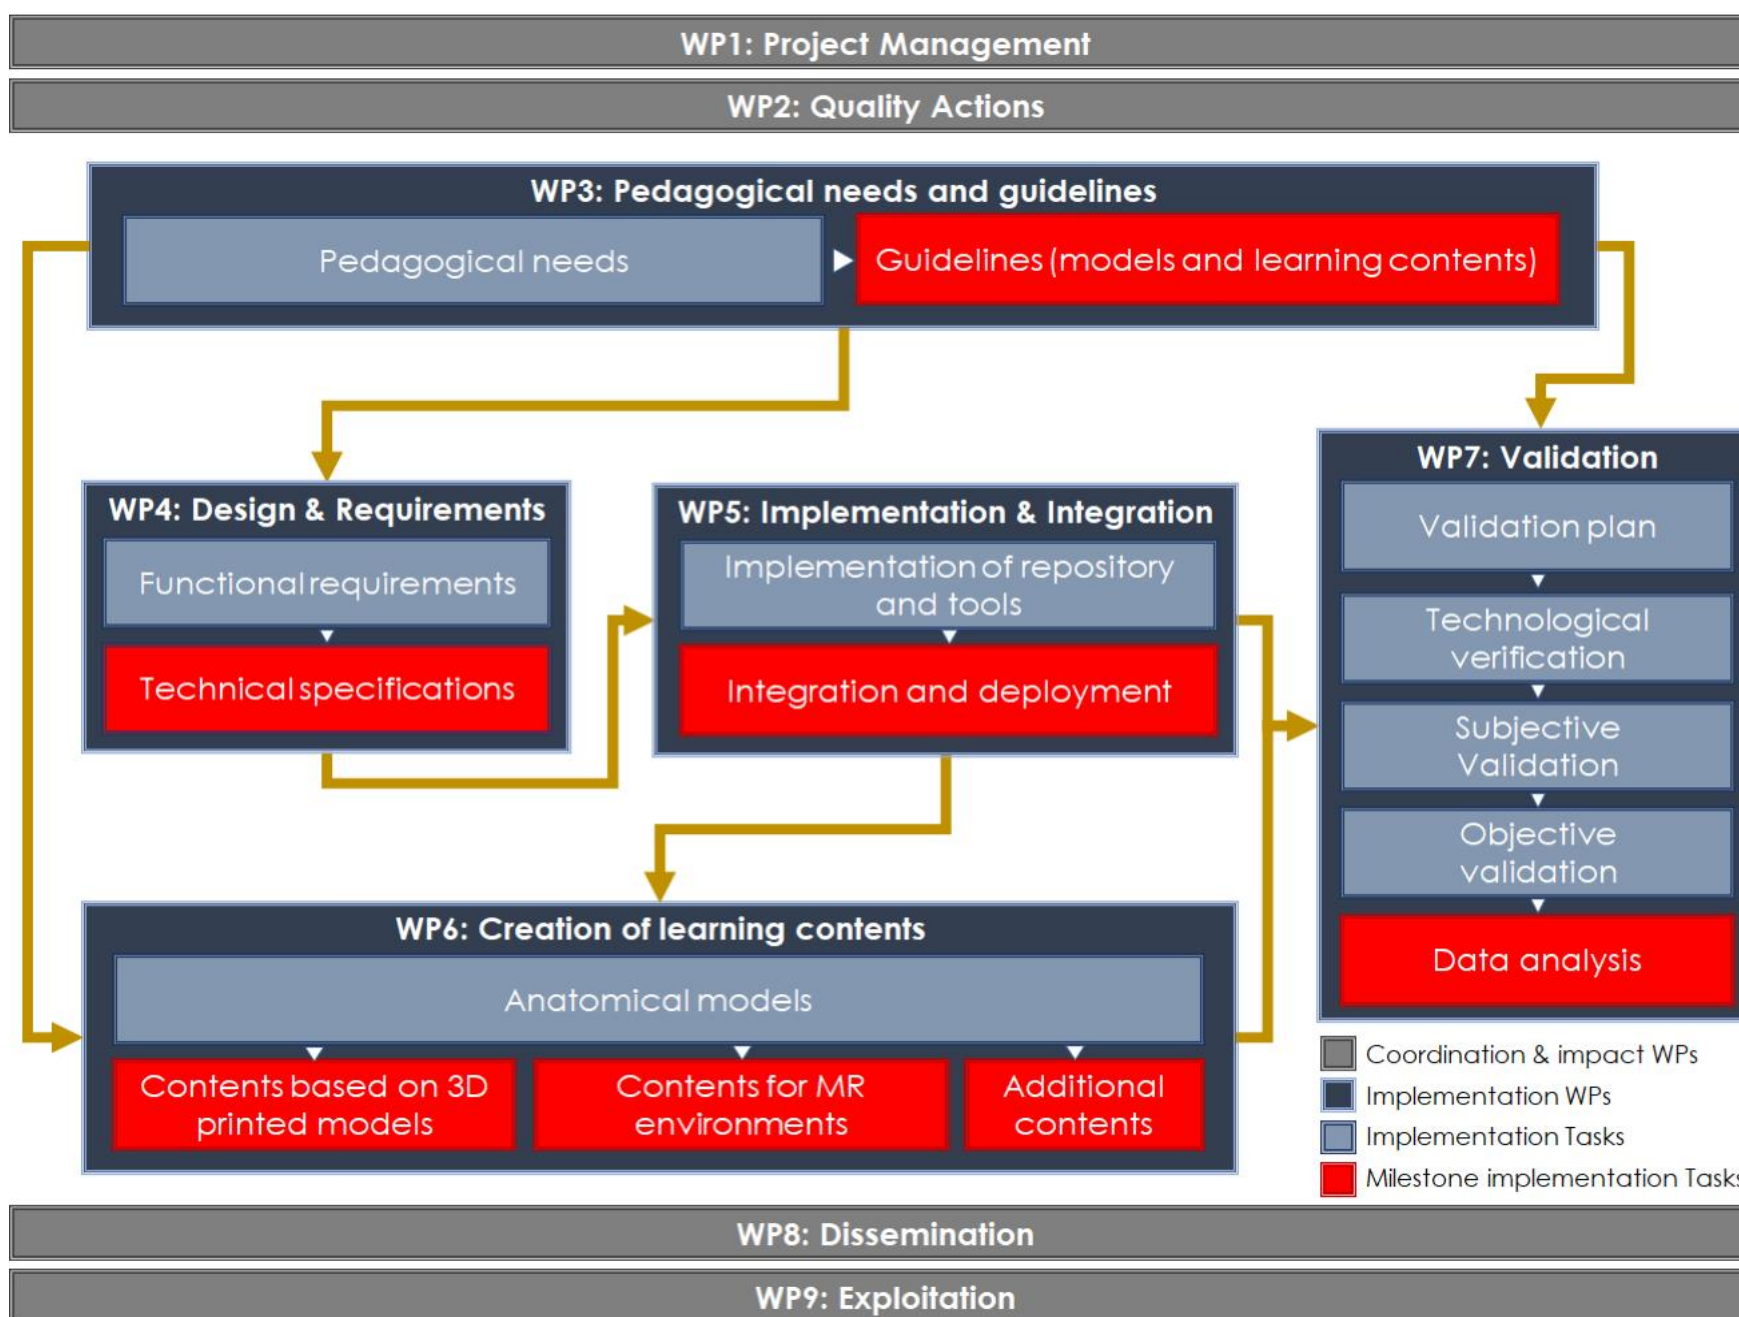 WP1: Project Management
WP2: Quality Actions
WP3: Pedagogical needs and guidelines
Pedagogical needs
Guidelines (models and learning contents)
WP4: Design & Requirements
Functional requirements
Technical specifications
WP5: Implementation & Integration
Implementation of repository
and tools
Integration and deployment
WP7: Validation
Validation plan
Technological
verification
Subjective
Validation
Objective
validation
Data analysis
WP6: Creation of learning contents
Anatomical models
Contents based on 3D
printed models
Contents for MR
environments
Additional
contents
Coordination & impact WPs
Implementation WPs
Implementation Tasks
Milestone implementation Tasks
WP8: Dissemination
WP9: Exploitation